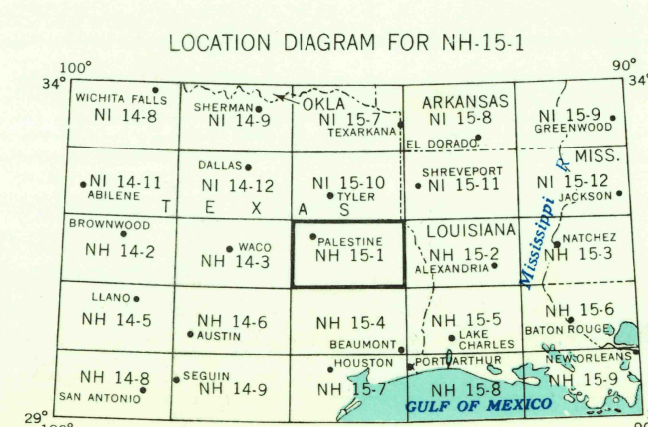 LOCATION DIAGRAM FOR NH-15-1
100° 90°
34° 34°
WICHITA FALLS
NI 14-8
SHERMAN
NI 14-9
OKLA
NI 15-7
TEXARKANA
ARKANSAS
NI 15-8
EL DORADO
NI 15-9
GREENWOOD
NI 14-11
ABILENE
DALLAS
NI 14-12
NI 15-10
TYLER
SHREVEPORT
NI 15-11
MISS.
NI 15-12
JACKSON
T E X A S
Mississippi R
BROWNWOOD
NH 14-2
WACO
NH 14-3
PALESTINE
NH 15-1
LOUISIANA
NH 15-2
ALEXANDRIA
NATCHEZ
NH 15-3
LLANO
NH 14-5
NH 14-6
AUSTIN
NH 15-4
BEAUMONT
NH 15-5
LAKE
CHARLES
NH 15-6
BATON ROUGE
NH 14-8
SAN ANTONIO
SEGUIN
NH 14-9
HOUSTON
NH 15-7
PORT ARTHUR
NH 15-8
NEW ORLEANS
NH 15-9
GULF OF MEXICO
29°